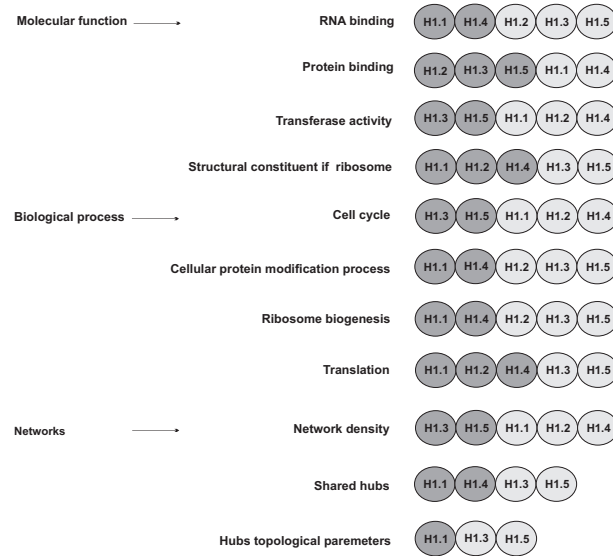 Molecular function RNA binding H1.1 H1.4 H1.2 H1.3 H1.5
Protein binding H1.2 H1.3 H1.5 H1.1 H1.4
Transferase activity H1.3 H1.5 H1.1 H1.2 H1.4
Structural constituent if ribosome H1.1 H1.2 H1.4 H1.3 H1.5
Biological process Cell cycle H1.3 H1.5 H1.1 H1.2 H1.4
Cellular protein modification process H1.1 H1.4 H1.2 H1.3 H1.5
Ribosome biogenesis H1.1 H1.4 H1.2 H1.3 H1.5
Translation H1.1 H1.2 H1.4 H1.3 H1.5
Networks Network density H1.3 H1.5 H1.1 H1.2 H1.4
Shared hubs H1.1 H1.4 H1.3 H1.5
Hubs topological paremeters H1.1 H1.3 H1.5